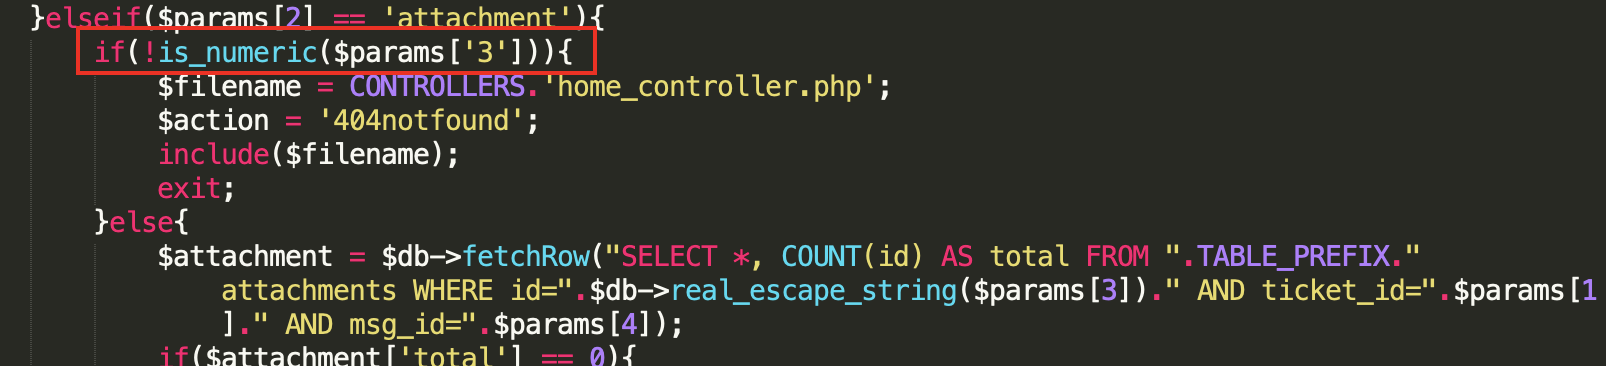 }elseif($params[2] == 'attachment'){
if(!is_numeric($params['3'])){
$filename = CONTROLLERS.'home_controller.php';
$action = '404notfound';
include($filename);
exit;
}else{
$attachment = $db->fetchRow("SELECT *, COUNT(id) AS total FROM ".TABLE_PREFIX."
attachments WHERE id=".$db->real_escape_string($params[3])." AND ticket_id=".$params[1
]." AND msg_id=".$params[4]);
if($attachment['total'] == 0){